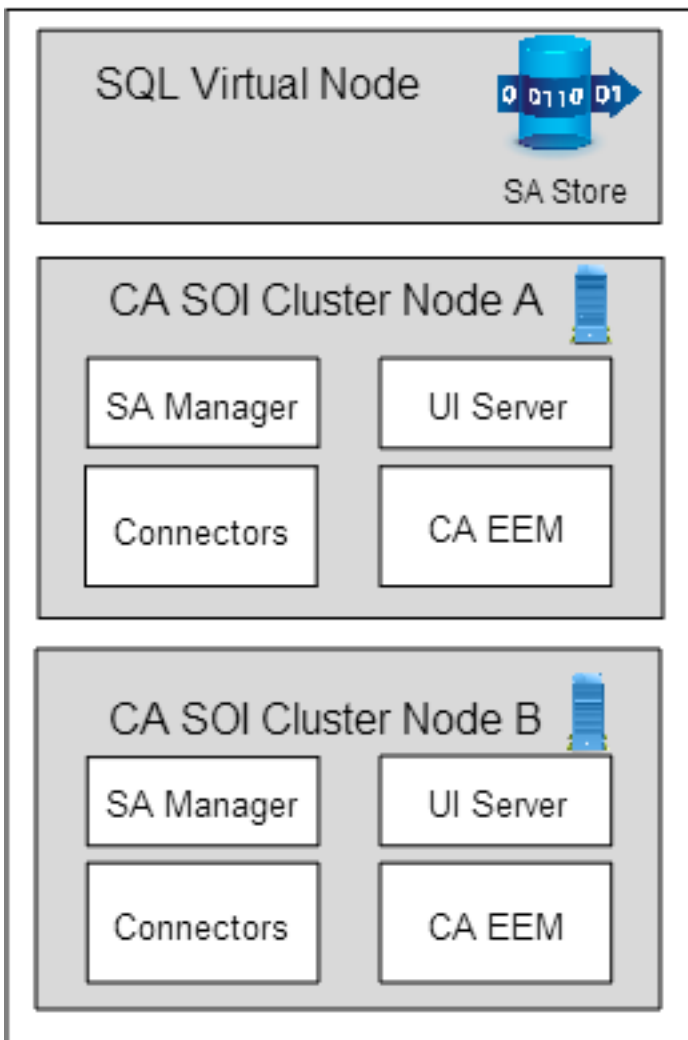 SQL Virtual Node
0 0110 01
SA Store
CA SOI Cluster Node A
SA Manager
UI Server
Connectors
CA EEM
CA SOI Cluster Node B
SA Manager
UI Server
Connectors
CA EEM